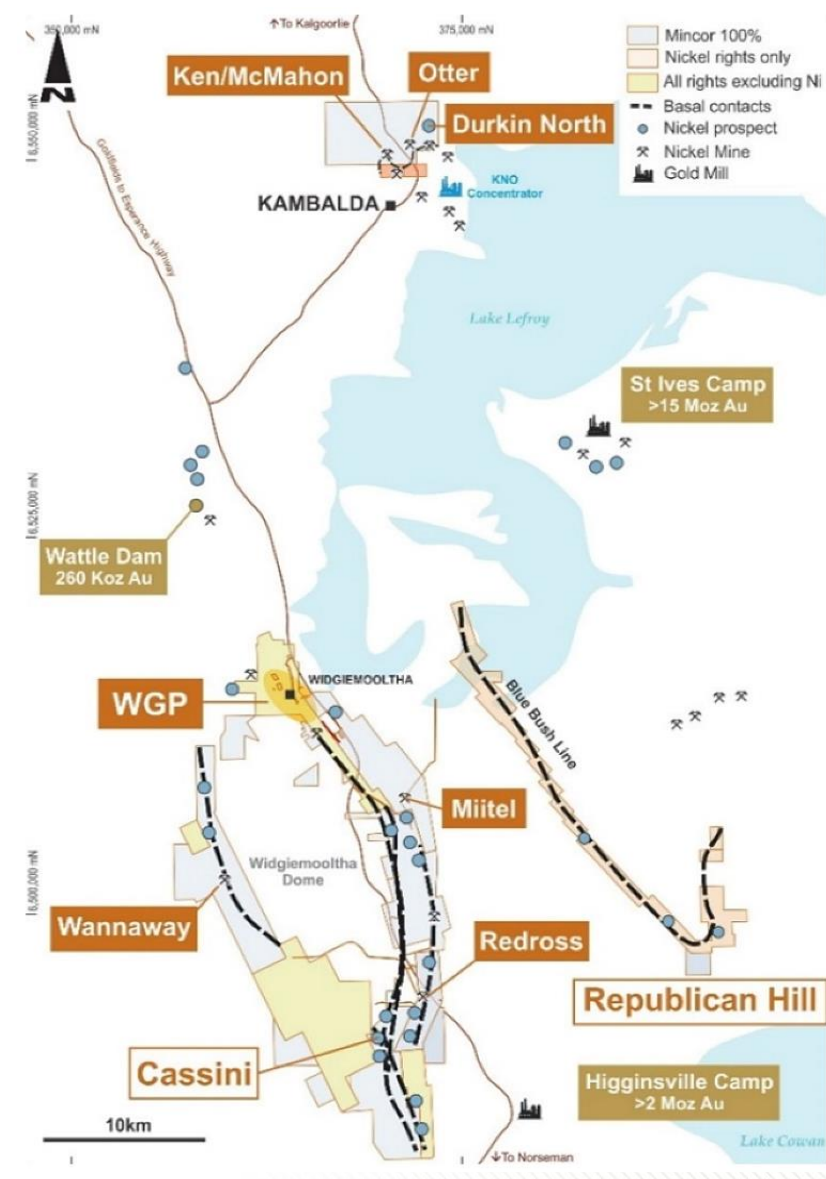 350,000 mN
↑To Kalgoorlie
375,000 mN
Mincor 100%
Nickel rights only
All rights excluding Ni
Basal contacts
Nickel prospect
Nickel Mine
Gold Mill
N
6,550,000 mN
Ken/McMahon
Otter
Durkin North
KNO
Concentrator
KAMBALDA
Goldfields to Esperance Highway
Lake Lefroy
St Ives Camp
>15 Moz Au
6,525,000 mN
Wattle Dam
260 Koz Au
WIDGIEMOOLTHA
WGP
Blue Bush Line
Miitel
Widgiemooltha
Dome
6,500,000 mN
Wannaway
Redross
Republican Hill
Cassini
Higginsville Camp
>2 Moz Au
10km
Lake Cowan
↓To Norseman